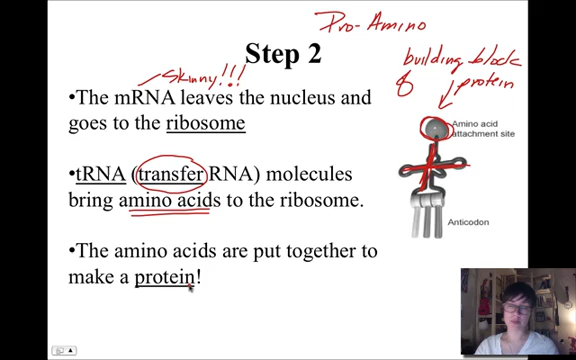 Pro-Amino
Step 2
Skinny!!!
building block
of protein
•The mRNA leaves the nucleus and
goes to the ribosome
Amino acid
attachment site
•tRNA (transfer RNA) molecules
bring amino acids to the ribosome.
Anticodon
•The amino acids are put together to
make a protein!